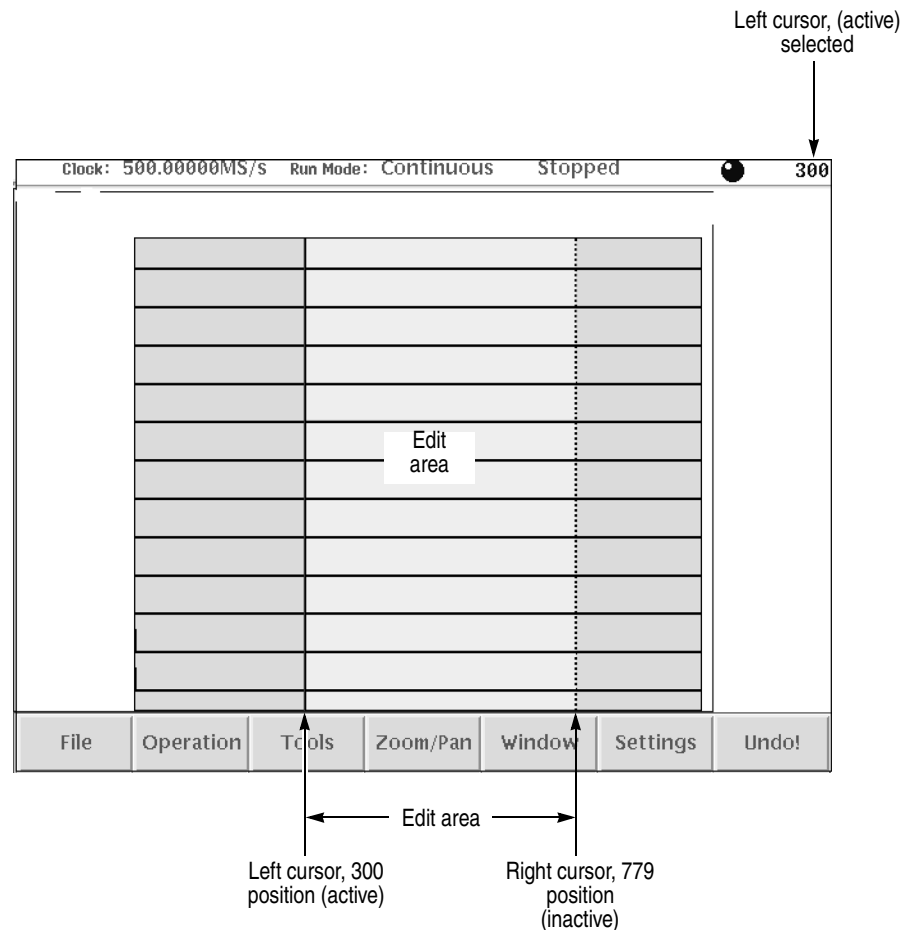 Left cursor, (active)
selected
Clock: 500.00000MS/s Run Mode: Continuous Stopped 300
Edit
area
File Operation Tools Zoom/Pan Window Settings Undo!
Edit area
Left cursor, 300
position (active)
Right cursor, 779
position
(inactive)